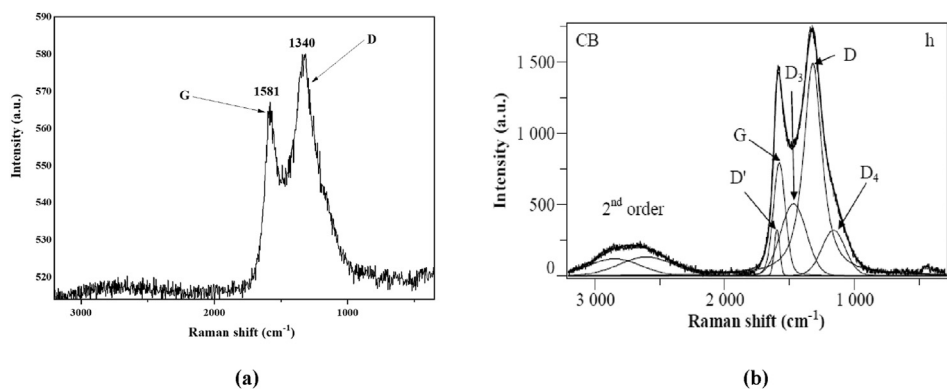 590
580
570
560
550
540
530
520
Intensity (a.u.)
1340
D
1581
G
3000
2000
1000
Raman shift (cm-1)
(a)
CB
h
1 500
1 000
500
0
Intensity (a.u.)
D3
D
G
D'
D4
2nd order
3 000
2 000
1 000
Raman shift (cm-1)
(b)